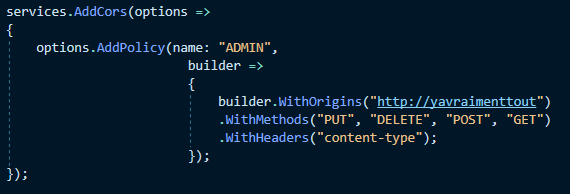 services.AddCors(options =>
{
options.AddPolicy(name: "ADMIN",
builder =>
{
builder.WithOrigins("http://yavraimenttout")
.WithMethods("PUT", "DELETE", "POST", "GET")
.WithHeaders("content-type");
});
});